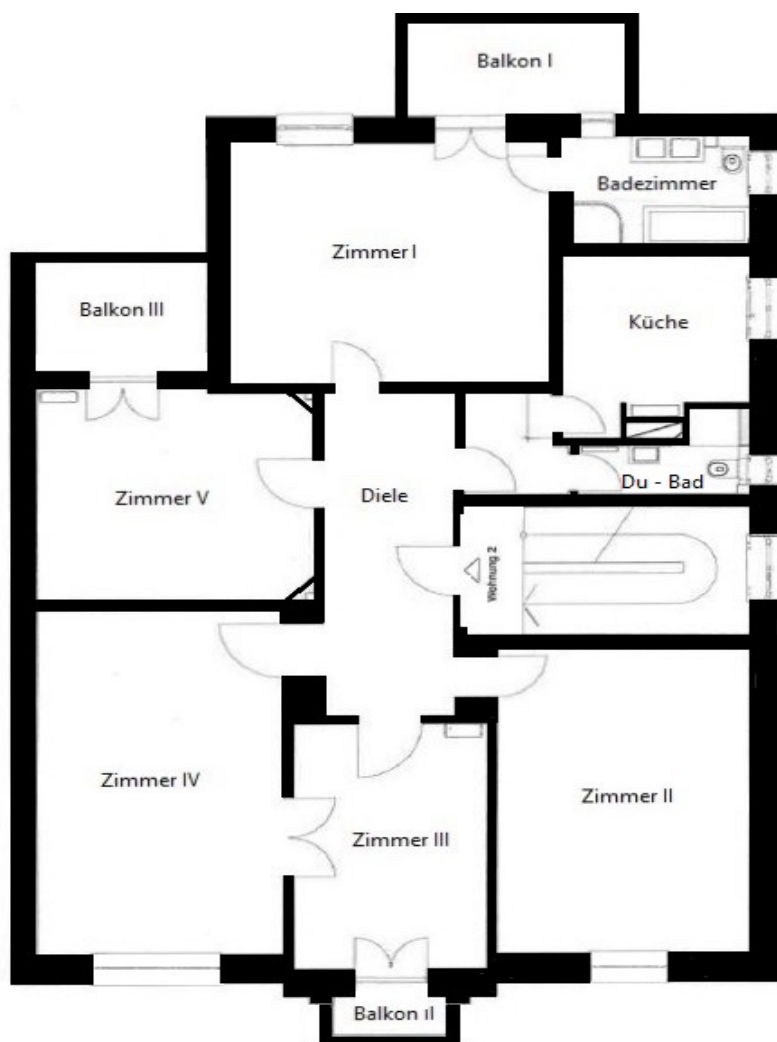 Balkon I
Badezimmer
Zimmer I
Balkon III
Küche
Zimmer V
Diele
Du - Bad
Wohnung 2
Zimmer IV
Zimmer III
Zimmer II
Balkon II